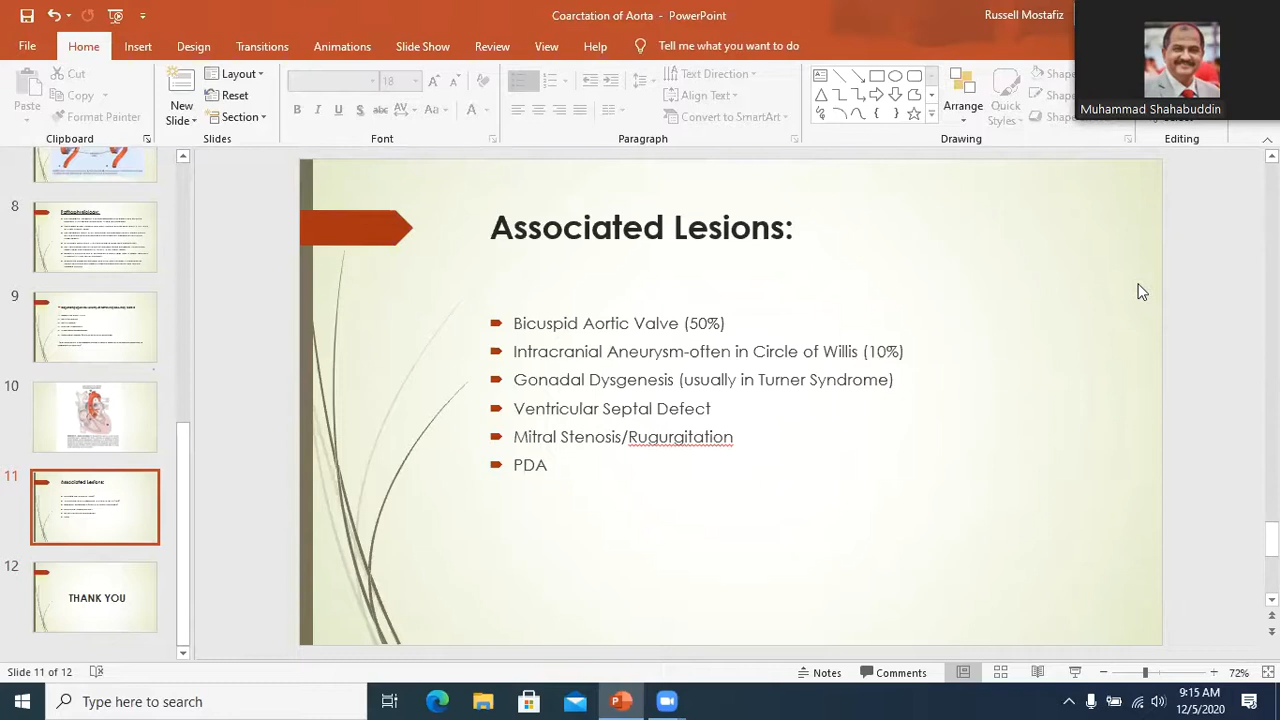 Coarctation of Aorta - PowerPoint
Russell Mostafiz
File Home Insert Design Transitions Animations Slide Show Review View Help Tell me what you want to do
Muhammad Shahabuddin
Paste
Cut
Copy
Format Painter
Clipboard
New Slide
Layout
Reset
Section
Slides
18
B I U S abc AV Aa A
Font
Text Direction
Align Text
Convert to SmartArt
Paragraph
Arrange
Quick Styles
Drawing
Editing
8
Pathophysiology:
9
10
11
Associated Lesions:
12
THANK YOU
Associated Lesions:
Bicuspid Aortic Valve (50%)
Intracranial Aneurysm-often in Circle of Willis (10%)
Gonadal Dysgenesis (usually in Turner Syndrome)
Ventricular Septal Defect
Mitral Stenosis/Rugurgitation
PDA
Slide 11 of 12
Notes
Comments
72%
Type here to search
9:15 AM
12/5/2020